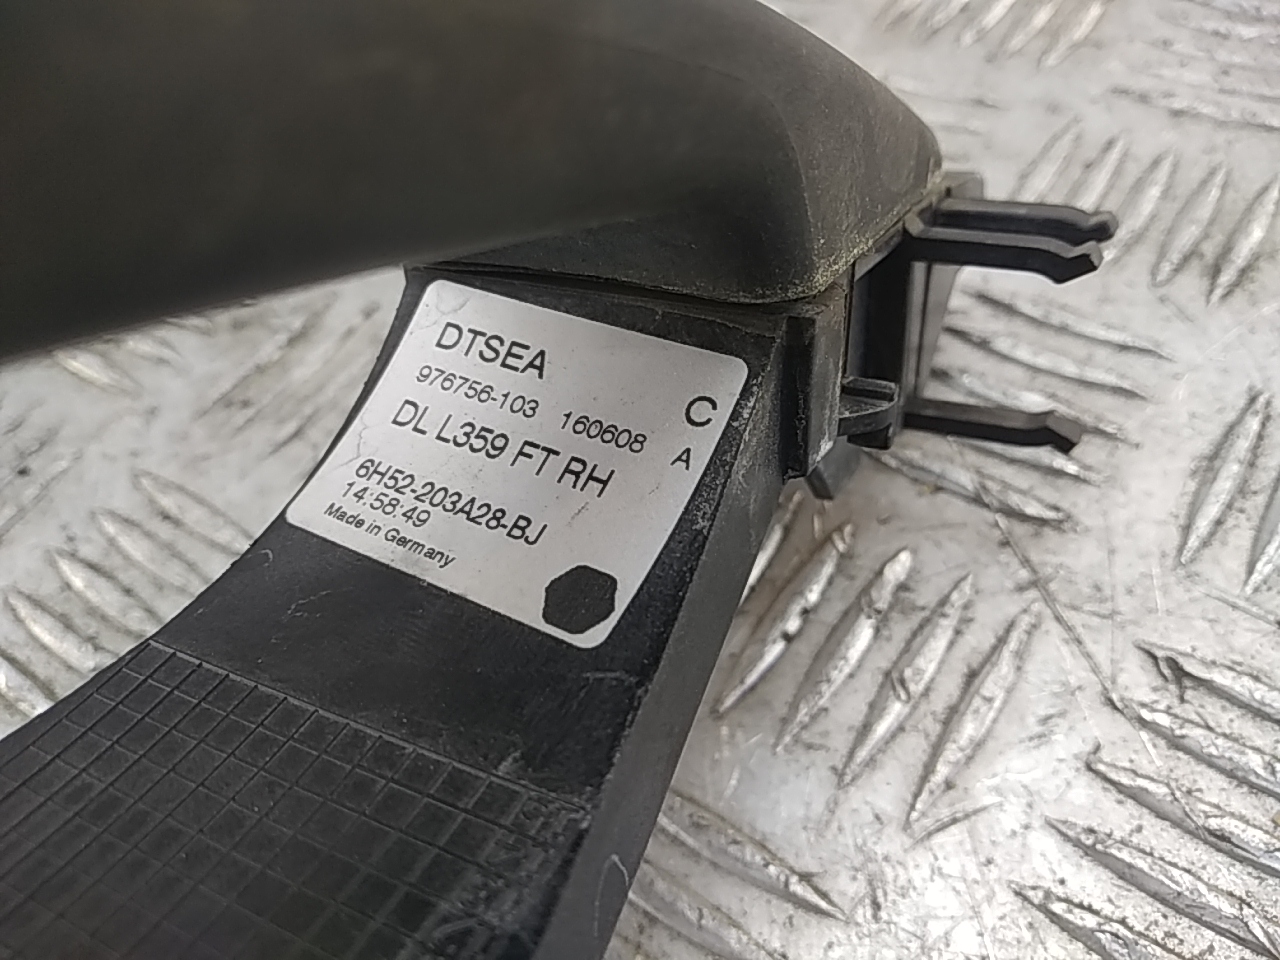 DTSEA
976756-103 160608 C
DL L359 FT RH A
6H52-203A28-BJ
14:58:49
Made in Germany